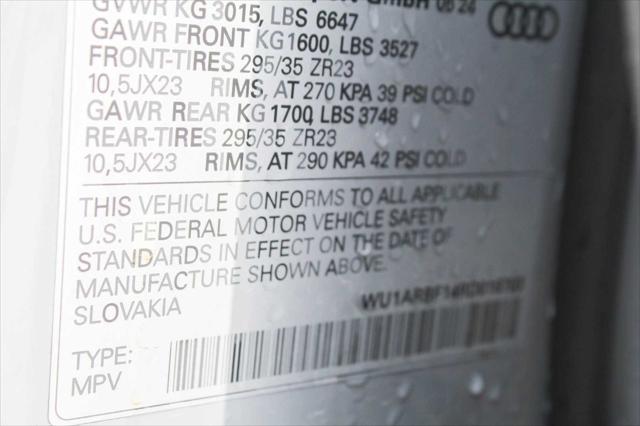 GVWR KG 3015, LBS 6647 GmbH 06 24
GAWR FRONT KG1600, LBS 3527
FRONT-TIRES 295/35 ZR23
10,5JX23 RIMS, AT 270 KPA 39 PSI COLD
GAWR REAR KG 1700, LBS 3748
REAR-TIRES 295/35 ZR23
10,5JX23 RIMS, AT 290 KPA 42 PSI COLD
THIS VEHICLE CONFORMS TO ALL APPLICABLE
U.S. FEDERAL MOTOR VEHICLE SAFETY
STANDARDS IN EFFECT ON THE DATE OF
MANUFACTURE SHOWN ABOVE.
SLOVAKIA
TYPE:
MPV